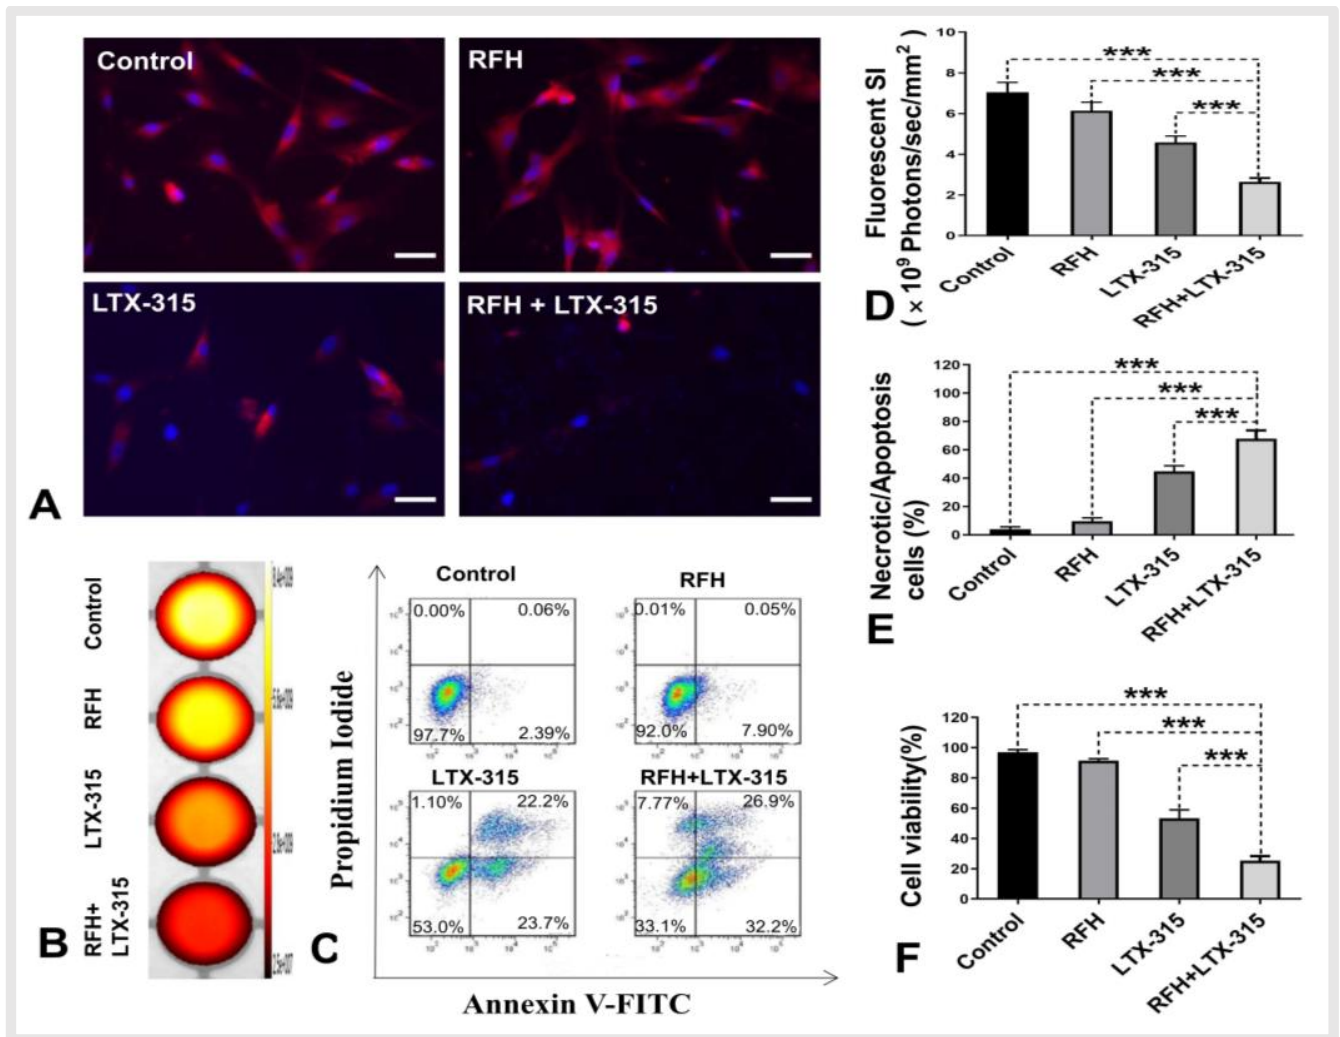 Control
RFH
LTX-315
RFH + LTX-315
A
Control
RFH
LTX-315
RFH+
LTX-315
B
Propidium Iodide
Control
0.00%
0.06%
97.7%
2.39%
RFH
0.01%
0.05%
92.0%
7.90%
LTX-315
1.10%
22.2%
53.0%
23.7%
RFH+LTX-315
7.77%
26.9%
33.1%
32.2%
C
Annexin V-FITC
Fluorescent SI
( × 10⁹ Photons/sec/mm² )
10
8
6
4
2
0
***
***
***
Control
RFH
LTX-315
RFH+LTX-315
D
Necrotic/Apoptosis
cells (%)
120
100
80
60
40
20
0
***
***
***
Control
RFH
LTX-315
RFH+LTX-315
E
Cell viability(%)
120
100
80
60
40
20
0
***
***
***
Control
RFH
LTX-315
RFH+LTX-315
F